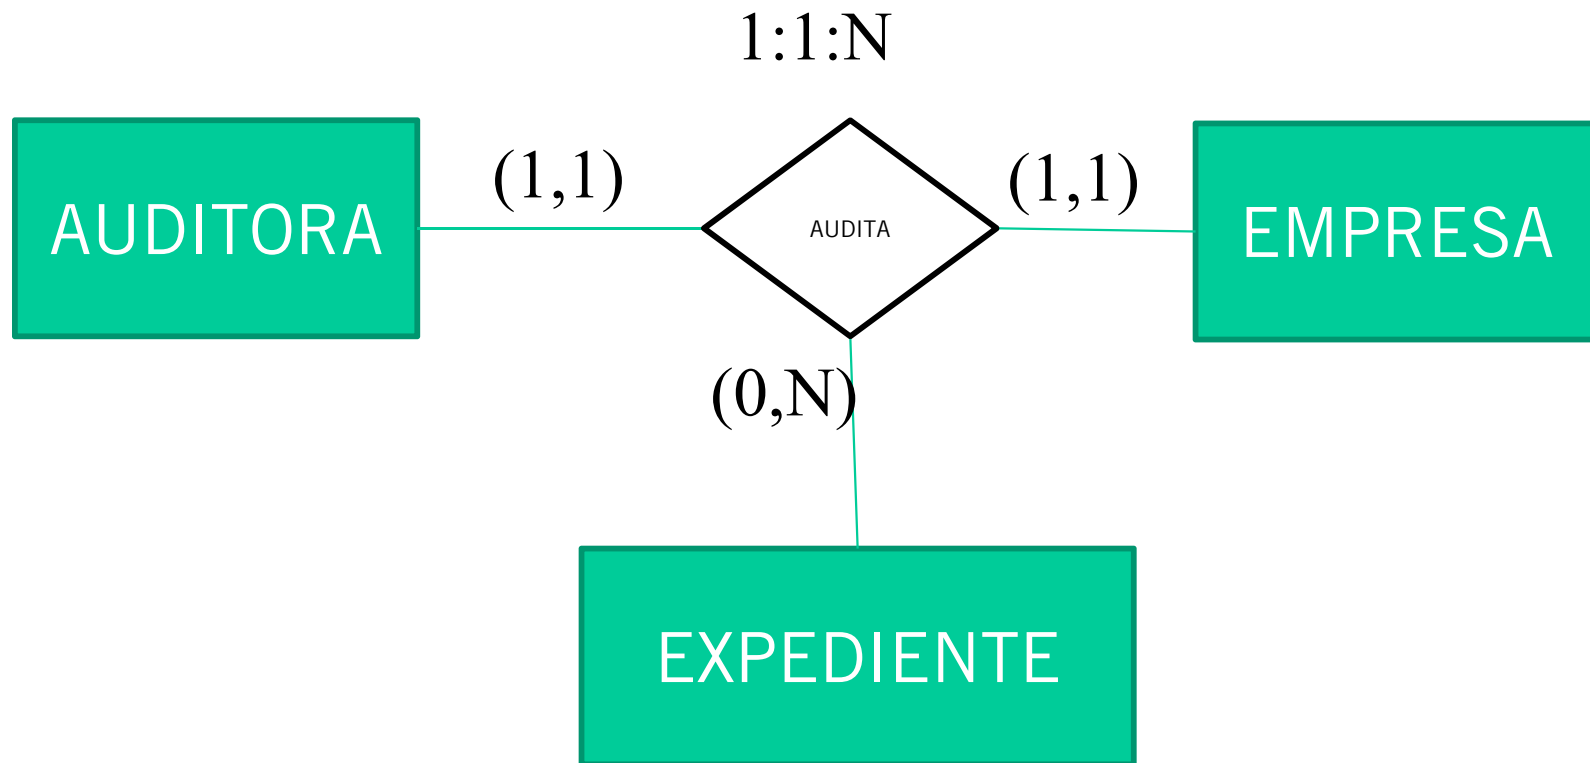 1:1:N
AUDITORA
(1,1)
AUDITA
(1,1)
EMPRESA
(0,N)
EXPEDIENTE